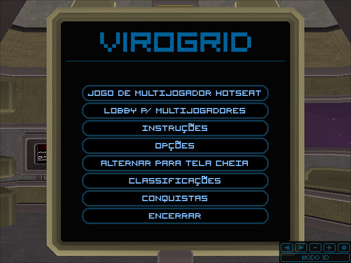 VIROGRID
JOGO DE MULTIJOGADOR HOTSEAT
LOBBY P/ MULTIJOGADORES
INSTRUÇÕES
OPÇÕES
ALTERNAR PARA TELA CHEIA
CLASSIFICAÇÕES
CONQUISTAS
ENCERRAR
MODO 3D